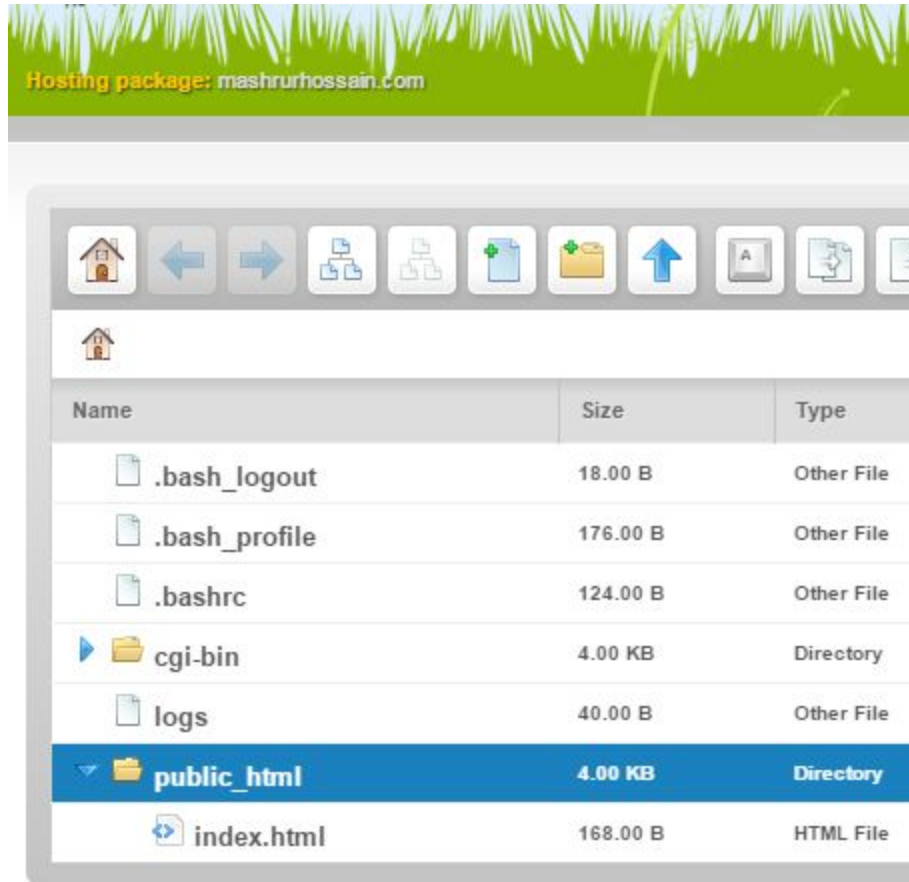 Hosting package: mashrurhossain.com
A
Name Size Type
.bash_logout 18.00 B Other File
.bash_profile 176.00 B Other File
.bashrc 124.00 B Other File
cgi-bin 4.00 KB Directory
logs 40.00 B Other File
public_html 4.00 KB Directory
index.html 168.00 B HTML File